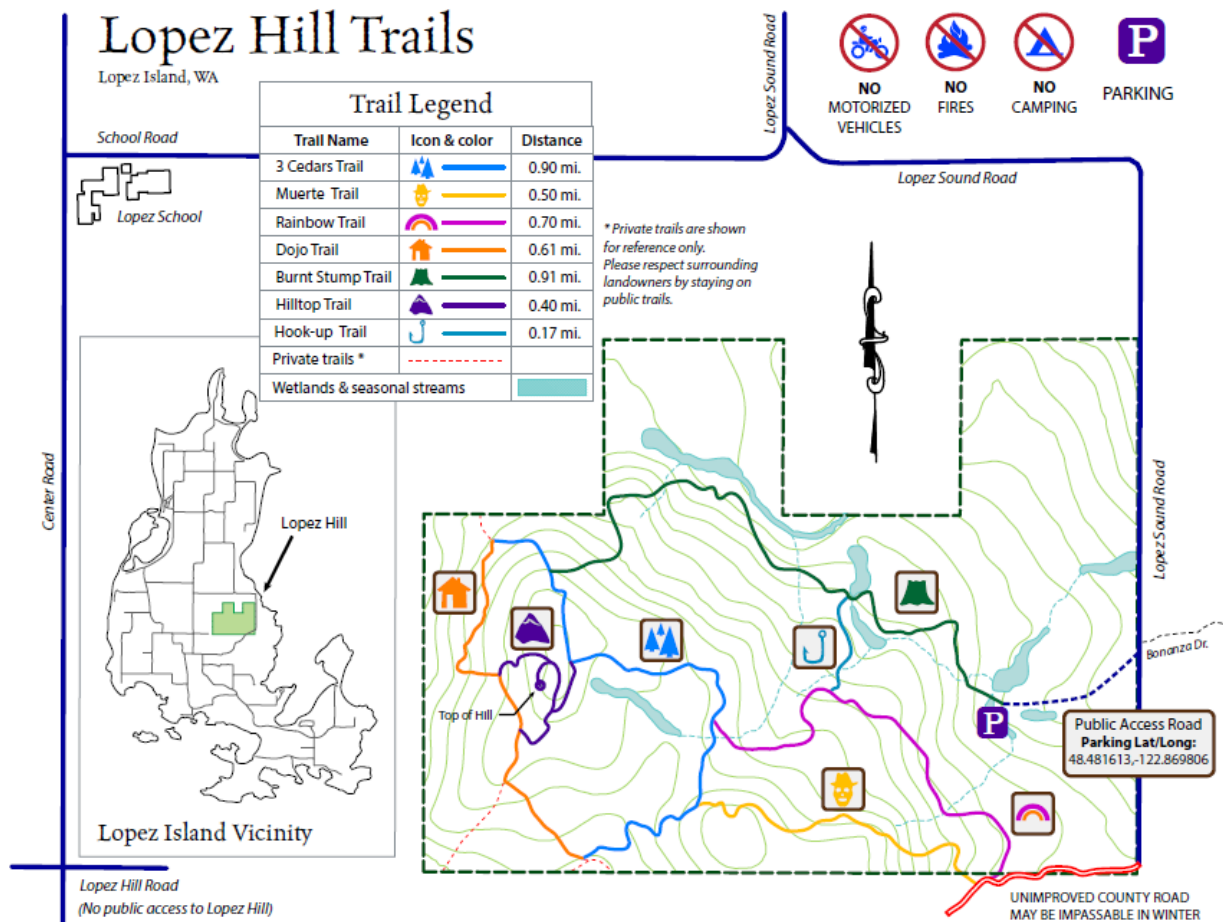 Lopez Hill Trails
Lopez Island, WA
Lopez Sound Road
NO
MOTORIZED
VEHICLES
NO
FIRES
NO
CAMPING
P
PARKING
School Road
Lopez School
Trail Legend
Trail Name Icon & color Distance
3 Cedars Trail 0.90 mi.
Muerte Trail 0.50 mi.
Rainbow Trail 0.70 mi.
Dojo Trail 0.61 mi.
Burnt Stump Trail 0.91 mi.
Hilltop Trail 0.40 mi.
Hook-up Trail 0.17 mi.
Private trails *
Wetlands & seasonal streams
* Private trails are shown
for reference only.
Please respect surrounding
landowners by staying on
public trails.
Lopez Sound Road
Center Road
Lopez Hill
Lopez Island Vicinity
Lopez Sound Road
Bonanza Dr.
Top of Hill
P
Public Access Road
Parking Lat/Long:
48.481613,-122.869806
Lopez Hill Road
(No public access to Lopez Hill)
UNIMPROVED COUNTY ROAD
MAY BE IMPASSABLE IN WINTER